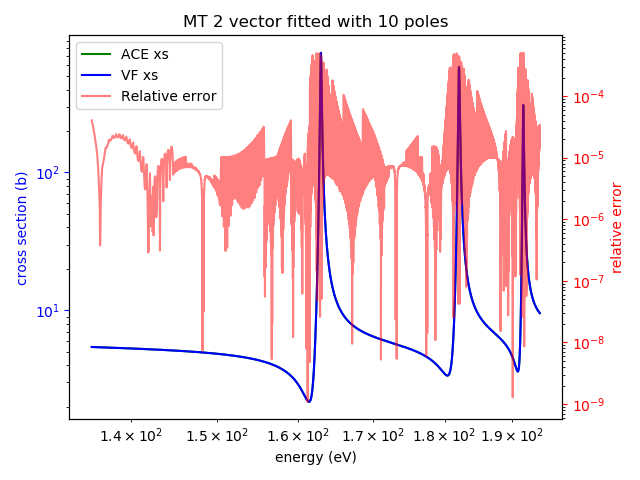 MT 2 vector fitted with 10 poles
ACE xs
VF xs
Relative error
10²
10¹
cross section (b)
10⁻⁴
10⁻⁵
10⁻⁶
10⁻⁷
10⁻⁸
10⁻⁹
relative error
1.4 × 10² 1.5 × 10² 1.6 × 10² 1.7 × 10² 1.8 × 10² 1.9 × 10²
energy (eV)